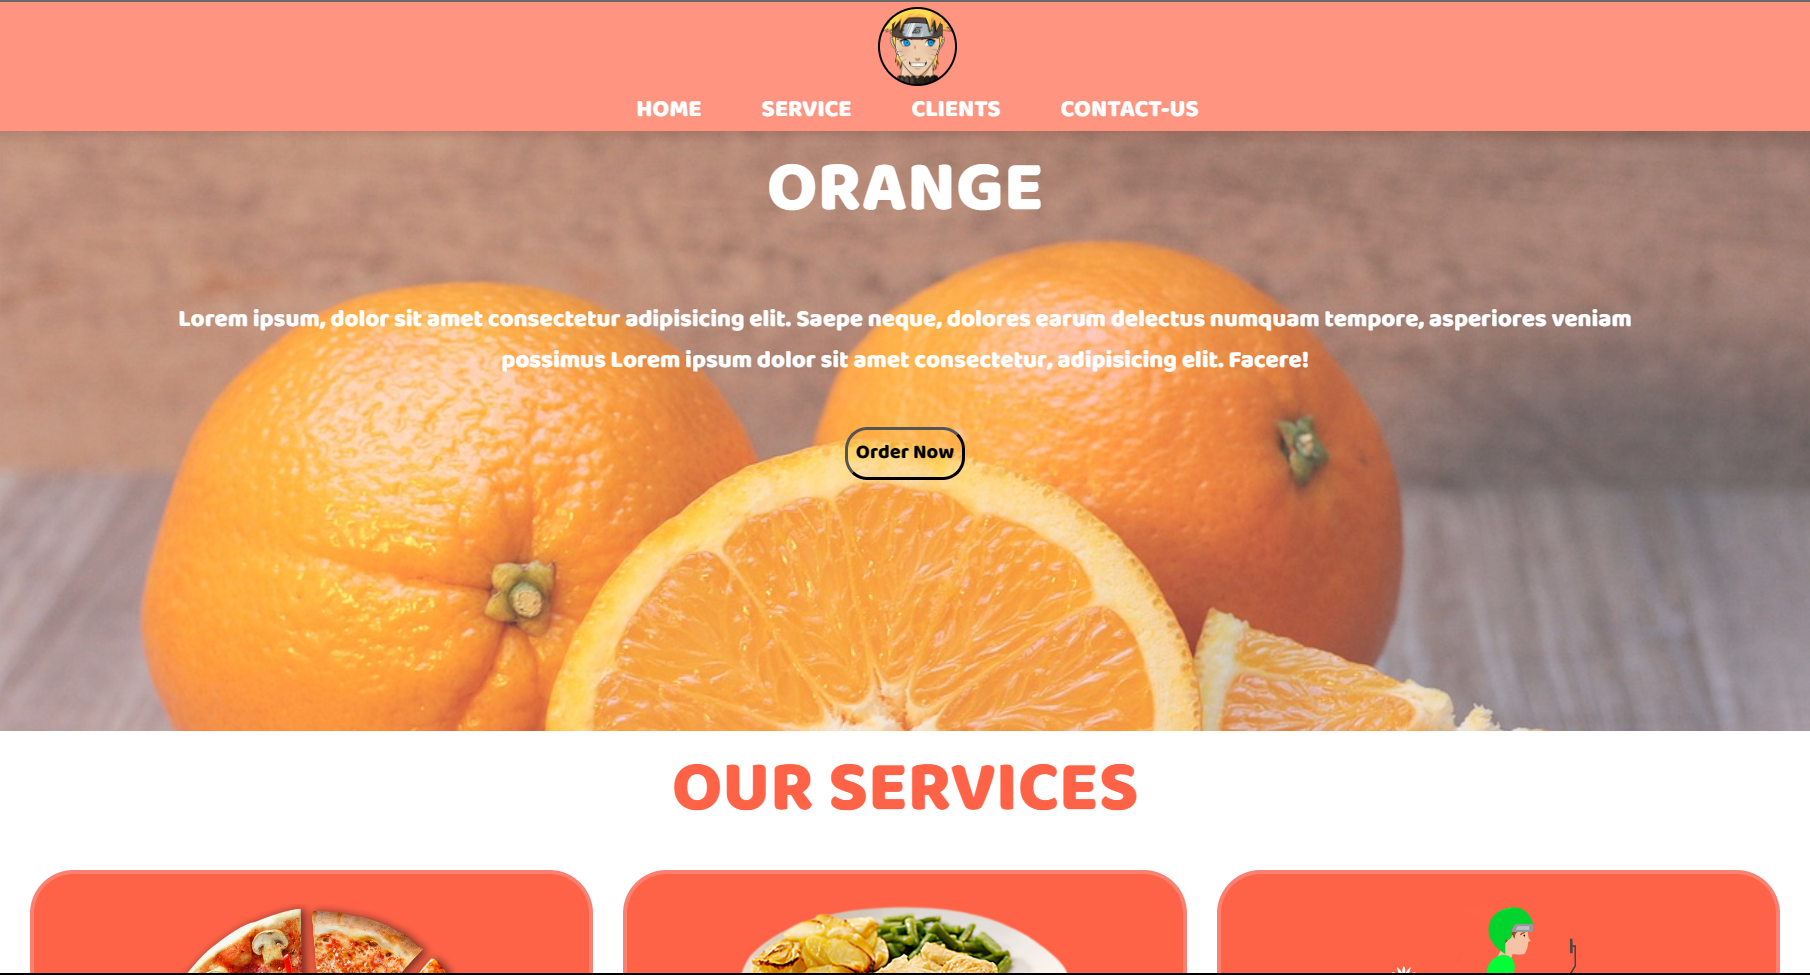 HOME SERVICE CLIENTS CONTACT-US
ORANGE
Lorem ipsum, dolor sit amet consectetur adipisicing elit. Saepe neque, dolores earum delectus numquam tempore, asperiores veniam
possimus Lorem ipsum dolor sit amet consectetur, adipisicing elit. Facere!
Order Now
OUR SERVICES